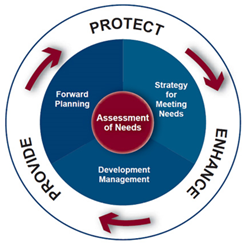 PROTECT
Forward
Planning
Strategy
for
Meeting
Needs
Assessment
of Needs
Development
Management
PROVIDE
ENHANCE